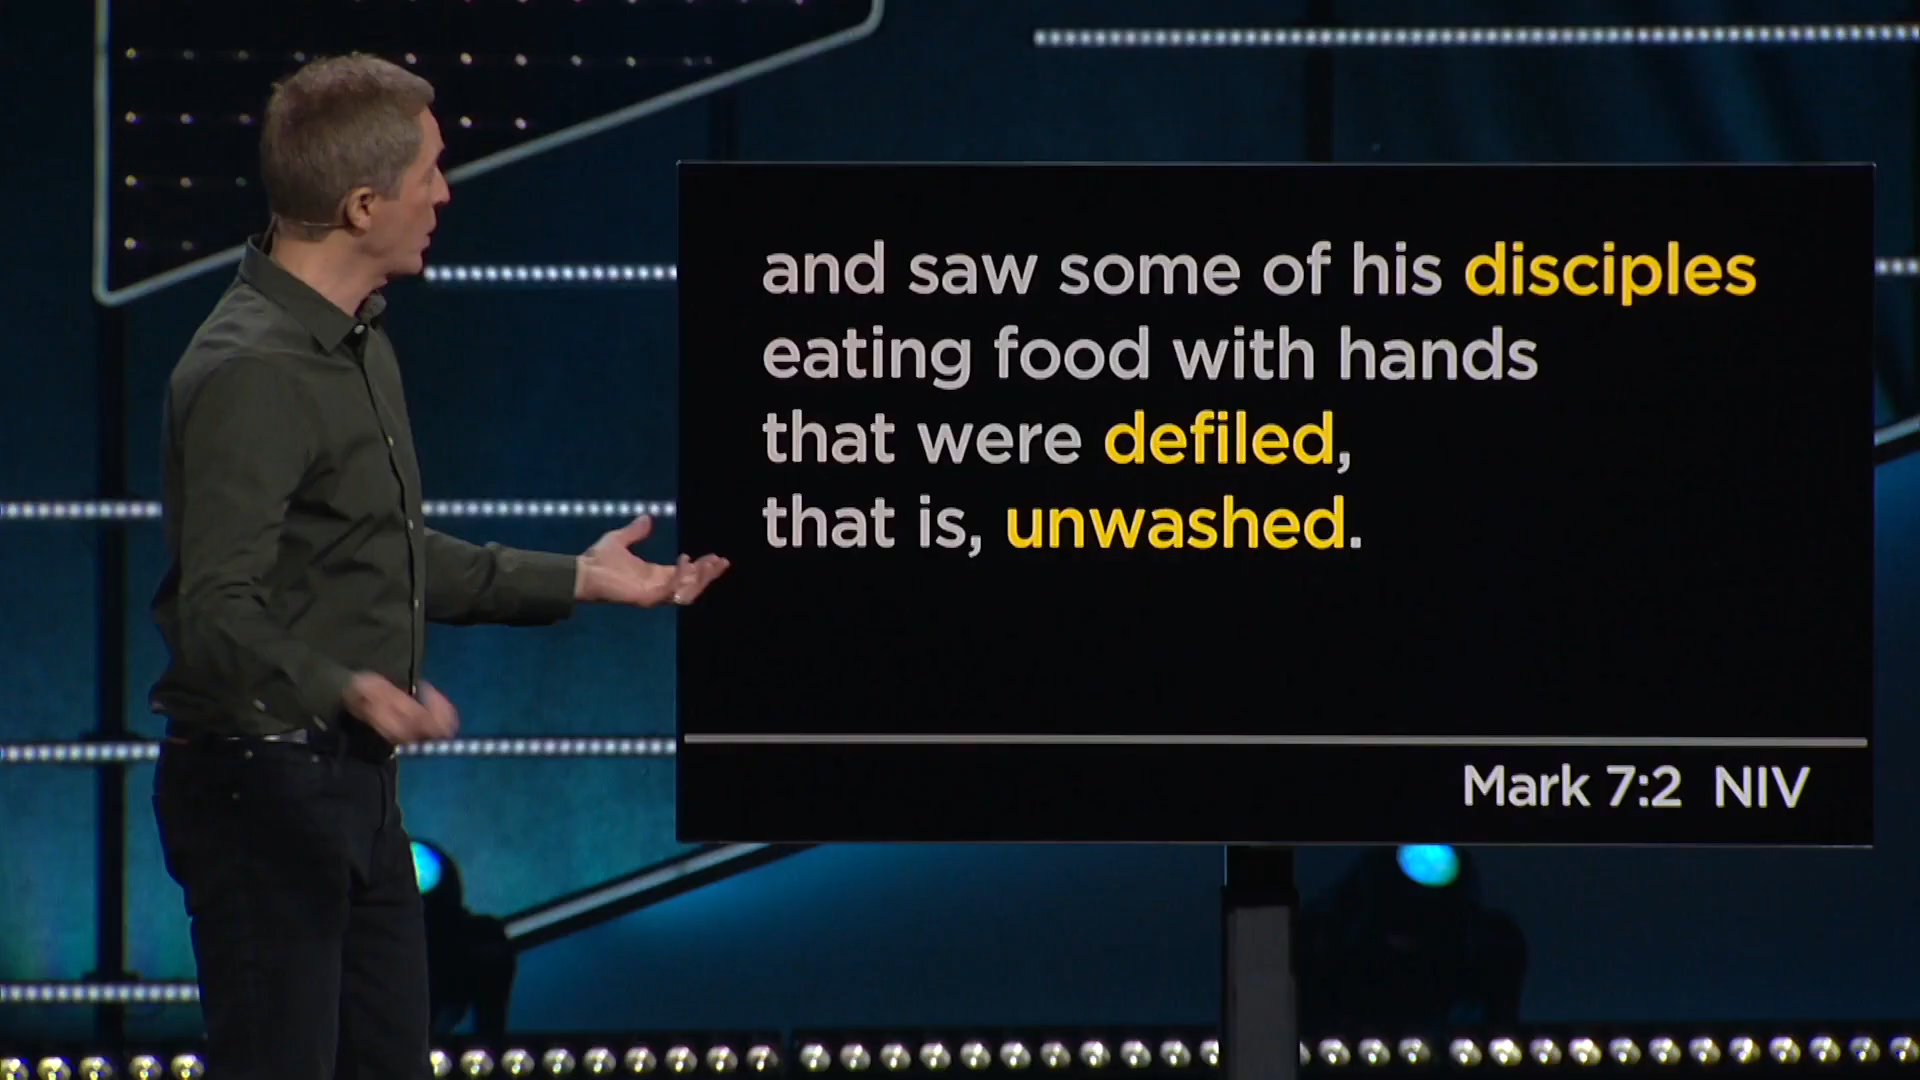 and saw some of his disciples
eating food with hands
that were defiled,
that is, unwashed.
Mark 7:2 NIV